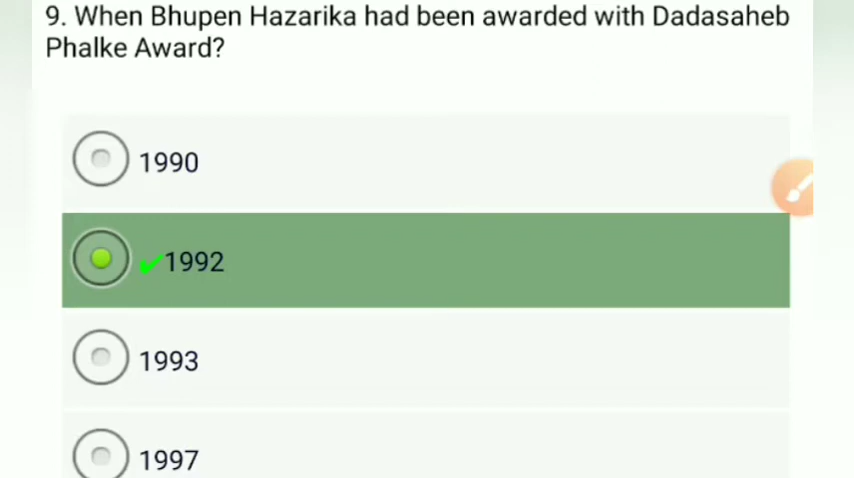 9. When Bhupen Hazarika had been awarded with Dadasaheb
Phalke Award?
1990
✔1992
1993
1997